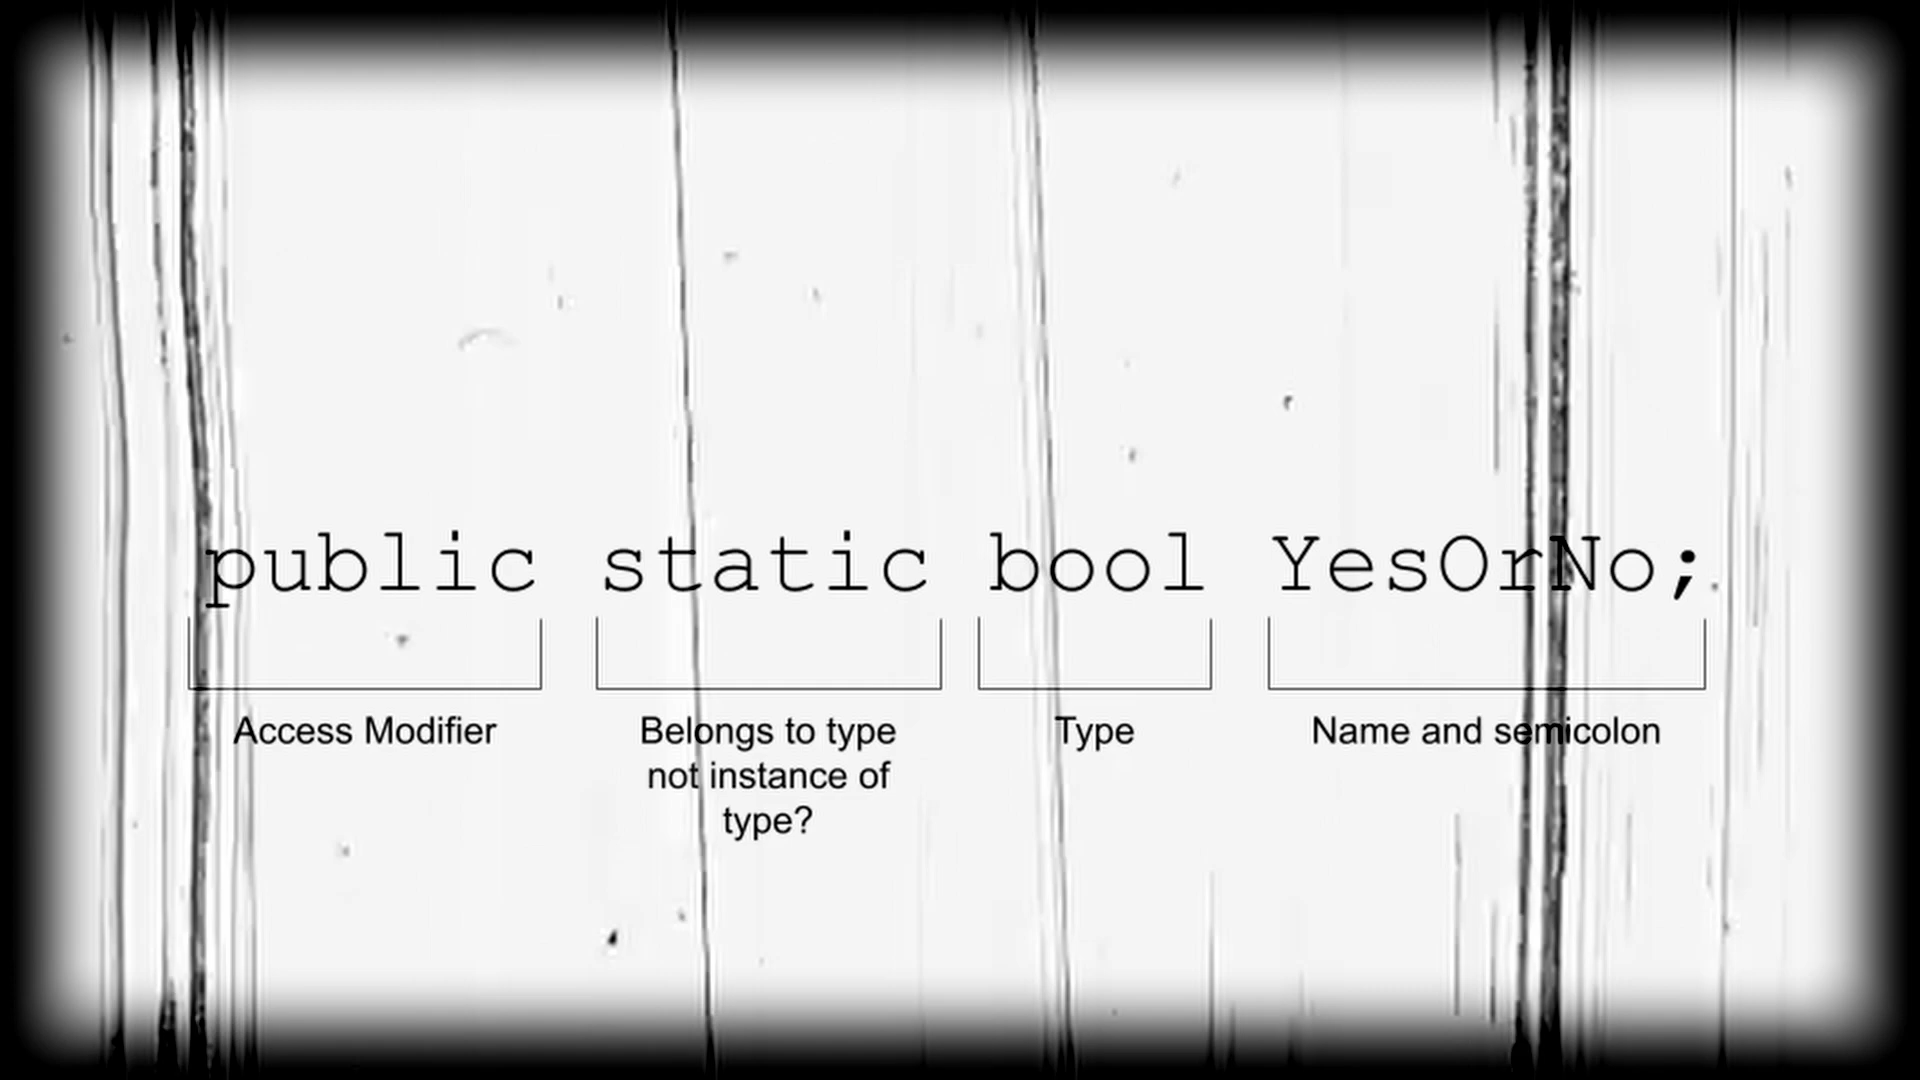 public static bool YesOrNo;
Access Modifier
Belongs to type
not instance of
type?
Type
Name and semicolon